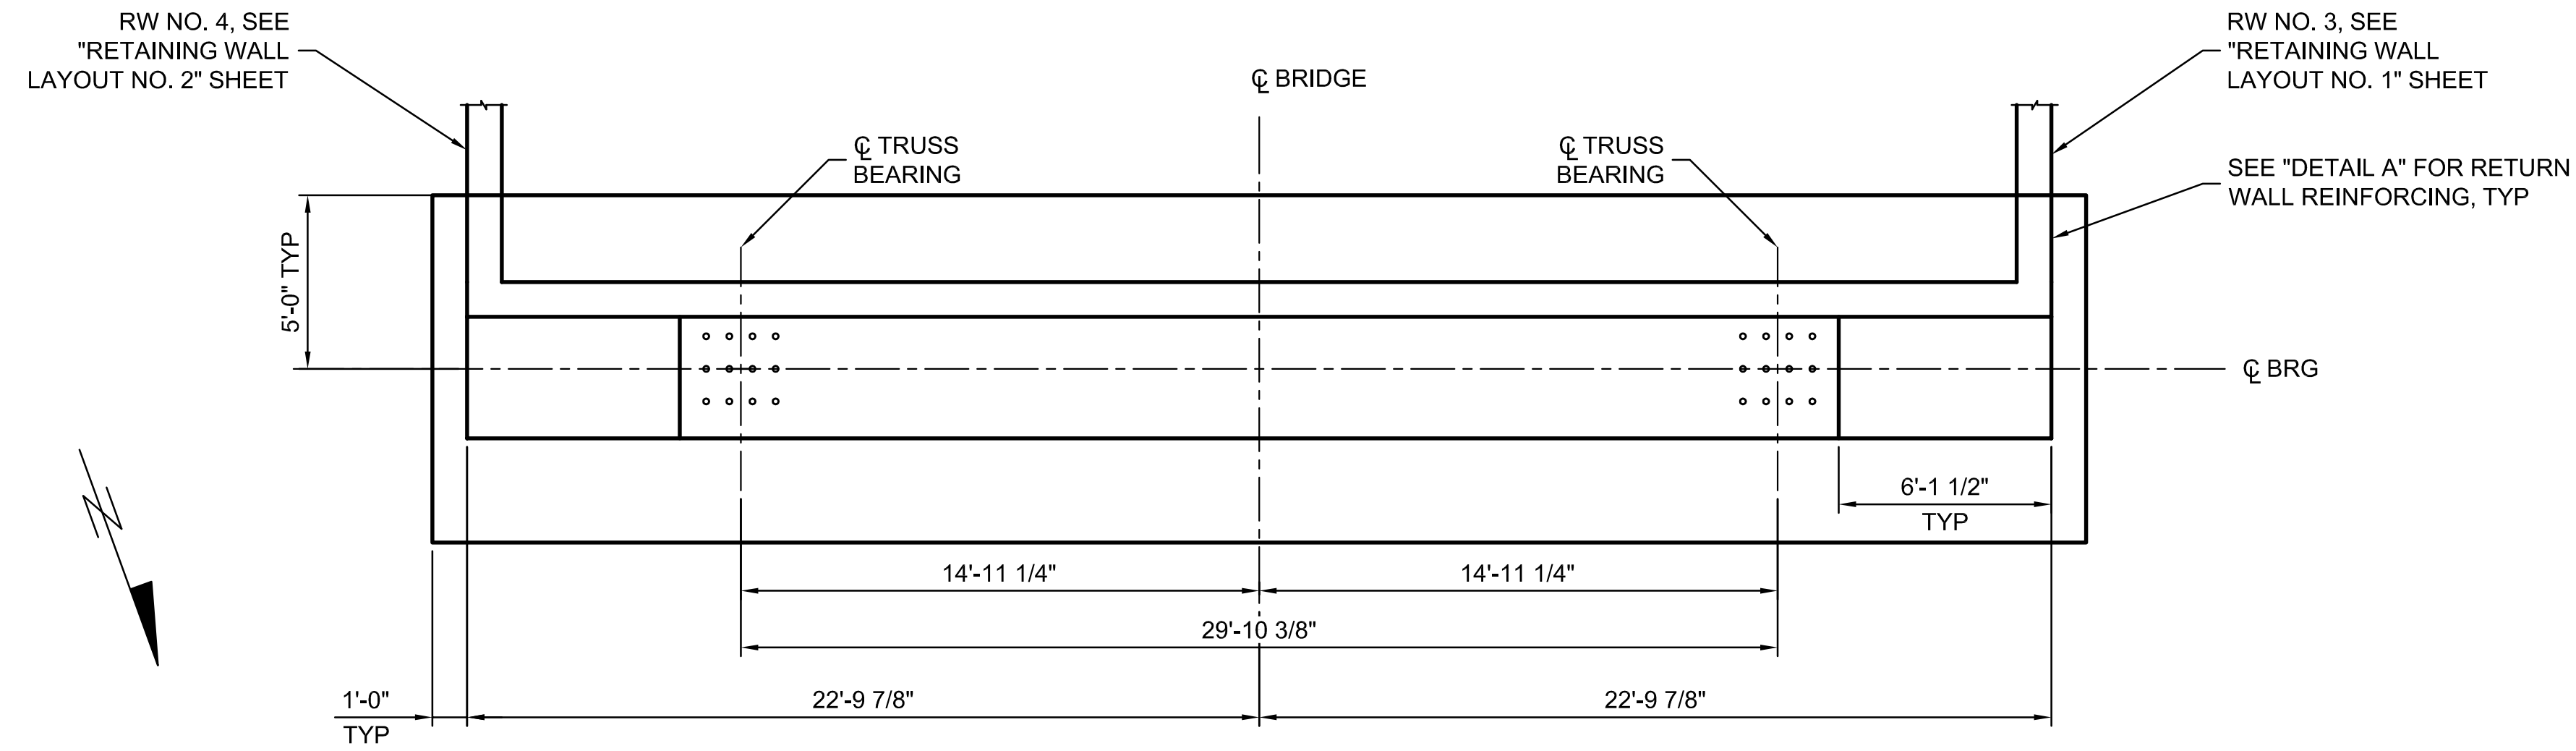 RW NO. 4, SEE
"RETAINING WALL
LAYOUT NO. 2" SHEET
℄ BRIDGE
RW NO. 3, SEE
"RETAINING WALL
LAYOUT NO. 1" SHEET
℄ TRUSS
BEARING
℄ TRUSS
BEARING
SEE "DETAIL A" FOR RETURN
WALL REINFORCING, TYP
5'-0" TYP
℄ BRG
6'-1 1/2"
TYP
14'-11 1/4"
14'-11 1/4"
29'-10 3/8"
1'-0"
TYP
22'-9 7/8"
22'-9 7/8"